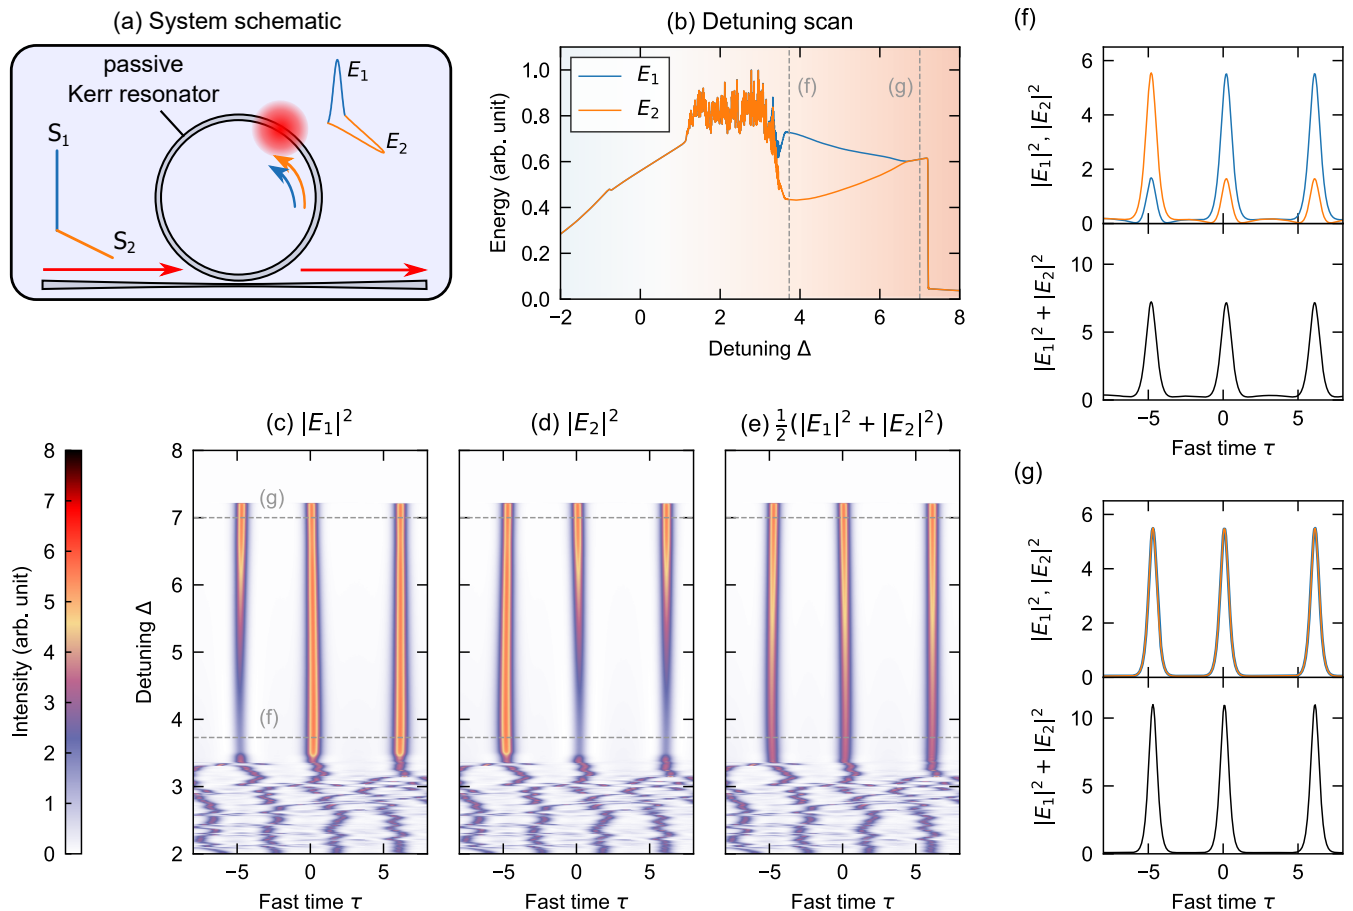 (a) System schematic
passive
Kerr resonator
E₁
E₂
S₁
S₂
(b) Detuning scan
Energy (arb. unit)
1.0
0.8
0.6
0.4
0.2
0.0
E₁
E₂
(f)
(g)
−2
0
2
4
6
8
Detuning Δ
(f)
|E₁|², |E₂|²
6
4
2
0
|E₁|² + |E₂|²
10
5
0
−5
0
5
Fast time τ
Intensity (arb. unit)
8
7
6
5
4
3
2
1
0
(c) |E₁|²
Detuning Δ
8
7
6
5
4
3
2
(g)
(f)
−5
0
5
Fast time τ
(d) |E₂|²
−5
0
5
Fast time τ
(e) ½(|E₁|² + |E₂|²)
−5
0
5
Fast time τ
(g)
|E₁|², |E₂|²
6
4
2
0
|E₁|² + |E₂|²
10
5
0
−5
0
5
Fast time τ